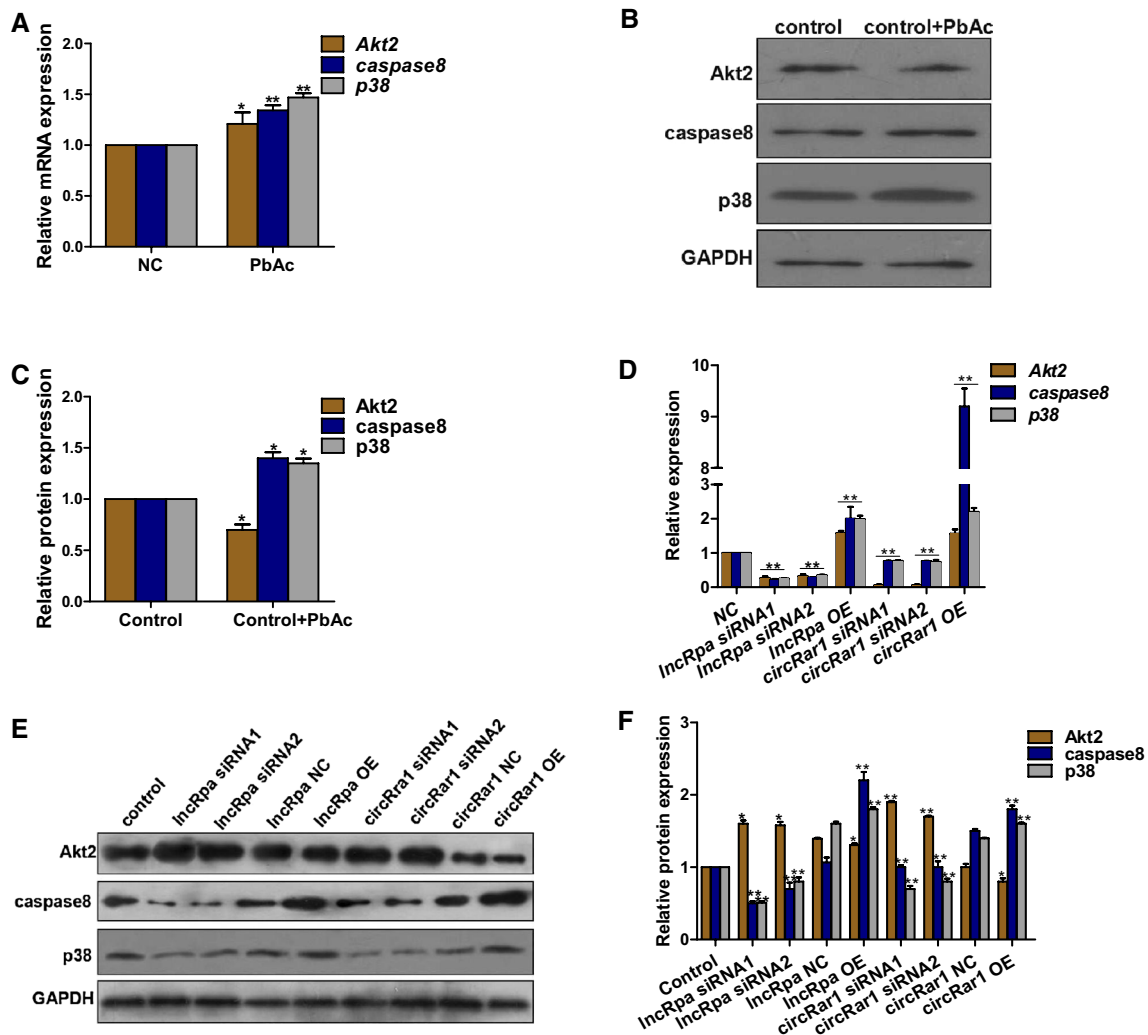 A
Relative mRNA expression
2.0
1.5
1.0
0.5
0.0
*
**
**
NC
PbAc
Akt2
caspase8
p38
B
control control+PbAc
Akt2
caspase8
p38
GAPDH
C
Relative protein expression
2.0
1.5
1.0
0.5
0.0
*
*
*
Control
Control+PbAc
Akt2
caspase8
p38
D
Relative expression
10
9
8
3
2
1
0
**
**
**
**
**
**
NC
lncRpa siRNA1
lncRpa siRNA2
lncRpa OE
circRar1 siRNA1
circRar1 siRNA2
circRar1 OE
Akt2
caspase8
p38
E
control
lncRpa siRNA1
lncRpa siRNA2
lncRpa NC
lncRpa OE
circRra1 siRNA1
circRar1 siRNA2
circRar1 NC
circRar1 OE
Akt2
caspase8
p38
GAPDH
F
Relative protein expression
3
2
1
0
*
**
**
*
**
**
*
**
**
**
**
**
**
**
**
*
**
**
Control
lncRpa siRNA1
lncRpa siRNA2
lncRpa NC
lncRpa OE
circRar1 siRNA1
circRar1 siRNA2
circRar1 NC
circRar1 OE
Akt2
caspase8
p38